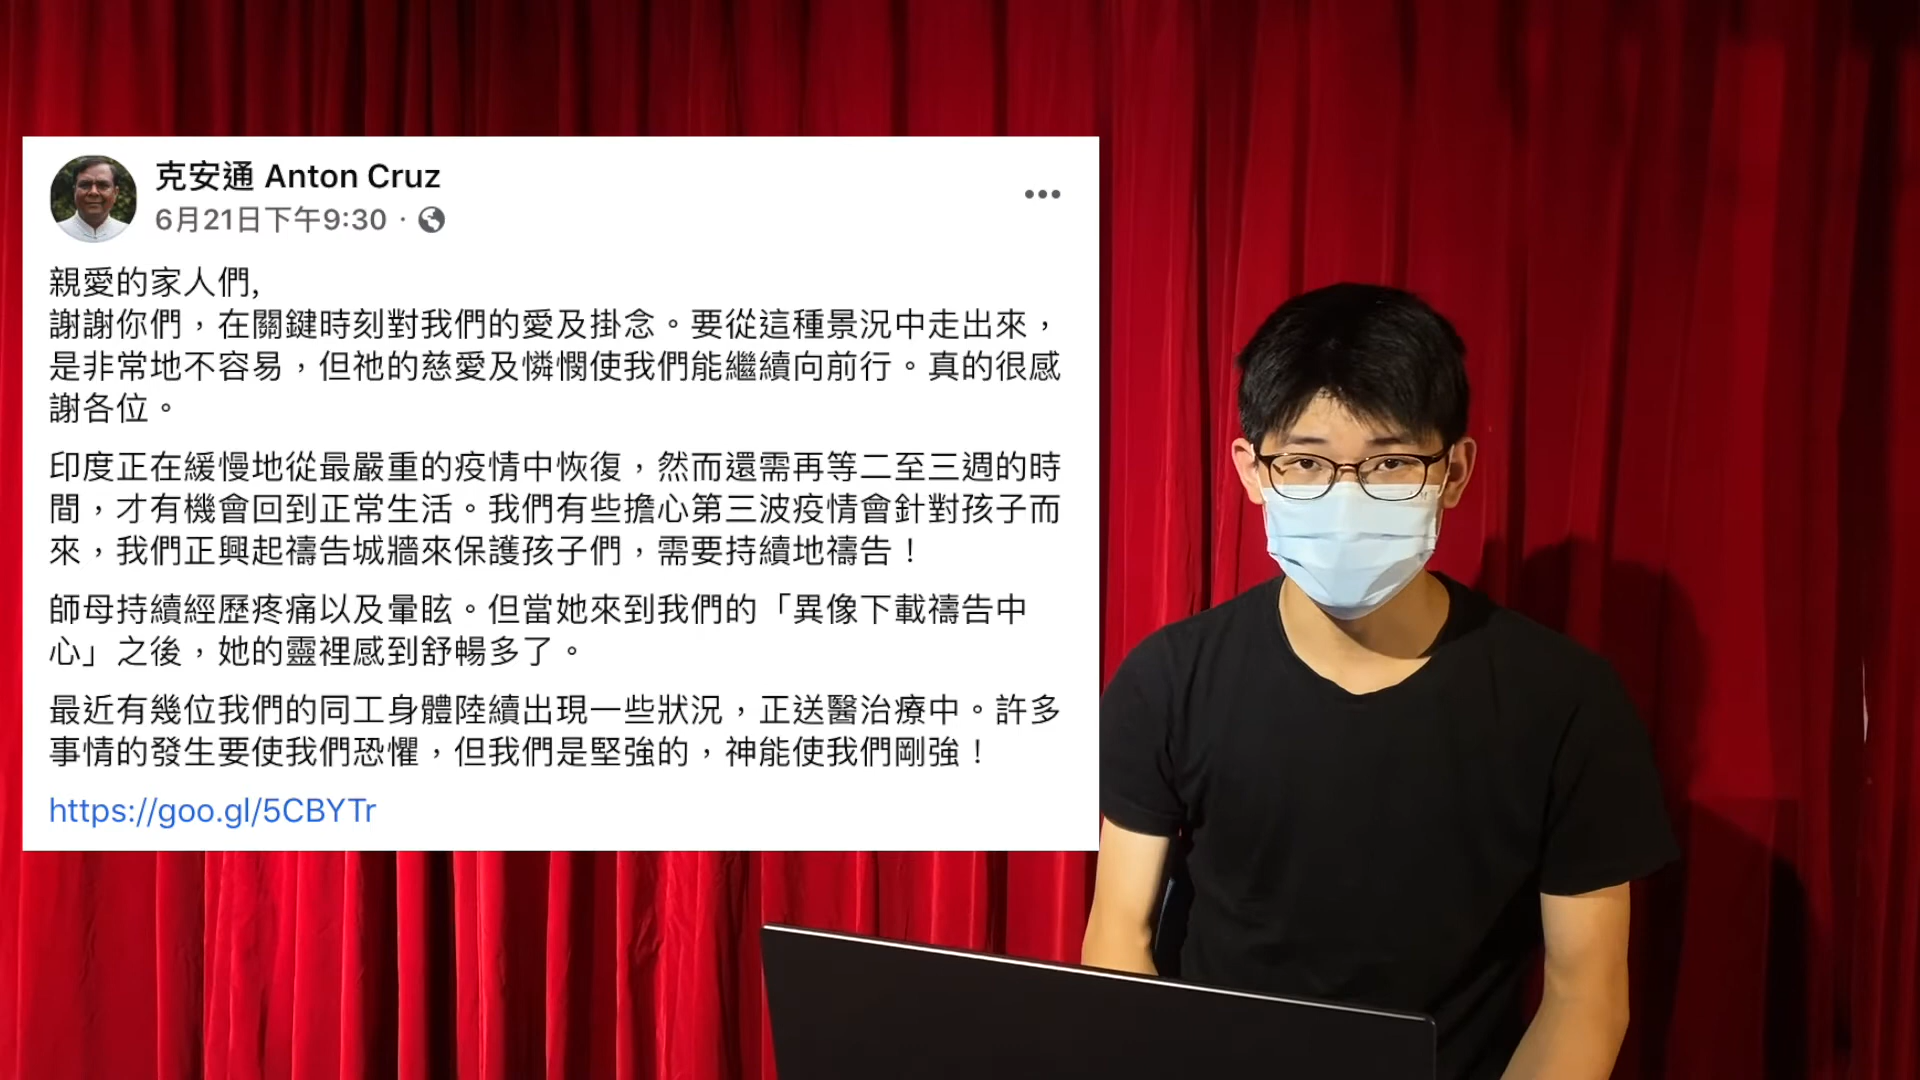 克安通 Anton Cruz
6月21日下午9:30 ·
親愛的家人們,
謝謝你們，在關鍵時刻對我們的愛及掛念。要從這種景況中走出來，
是非常地不容易，但祂的慈愛及憐憫使我們能繼續向前行。真的很感
謝各位。
印度正在緩慢地從最嚴重的疫情中恢復，然而還需再等二至三週的時
間，才有機會回到正常生活。我們有些擔心第三波疫情會針對孩子而
來，我們正興起禱告城牆來保護孩子們，需要持續地禱告！
師母持續經歷疼痛以及暈眩。但當她來到我們的「異像下載禱告中
心」之後，她的靈裡感到舒暢多了。
最近有幾位我們的同工身體陸續出現一些狀況，正送醫治療中。許多
事情的發生要使我們恐懼，但我們是堅強的，神能使我們剛強！
https://goo.gl/5CBYTr